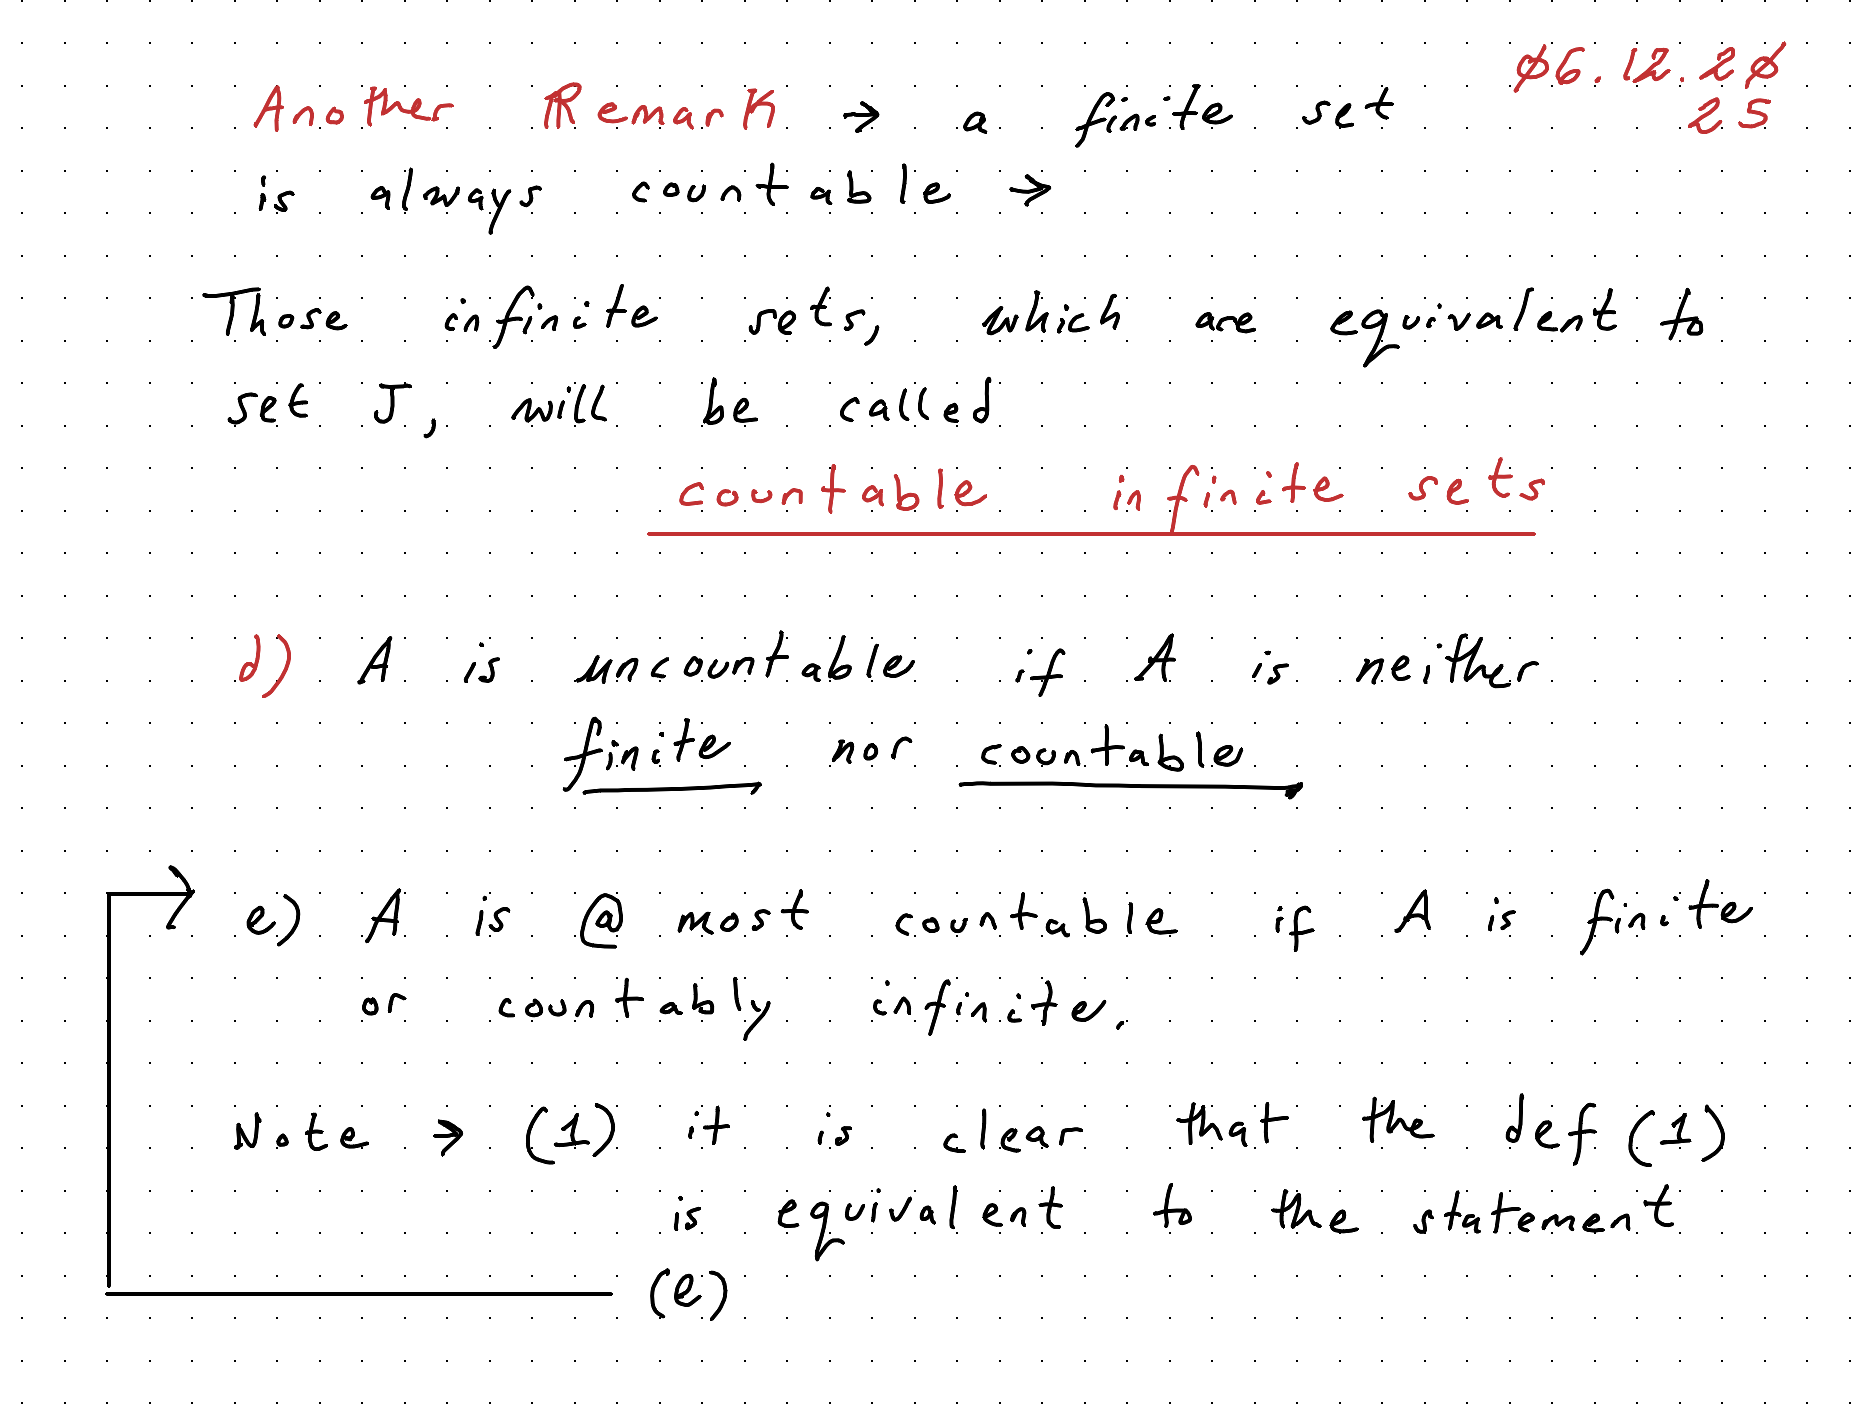 Another Remark → a finite set
06.12.20
25
is always countable →
Those infinite sets, which are equivalent to
set J, will be called
countable infinite sets
d) A is uncountable if A is neither
finite nor countable
e) A is @ most countable if A is finite
or countably infinite.
Note → (1) it is clear that the def (1)
is equivalent to the statement
(e)